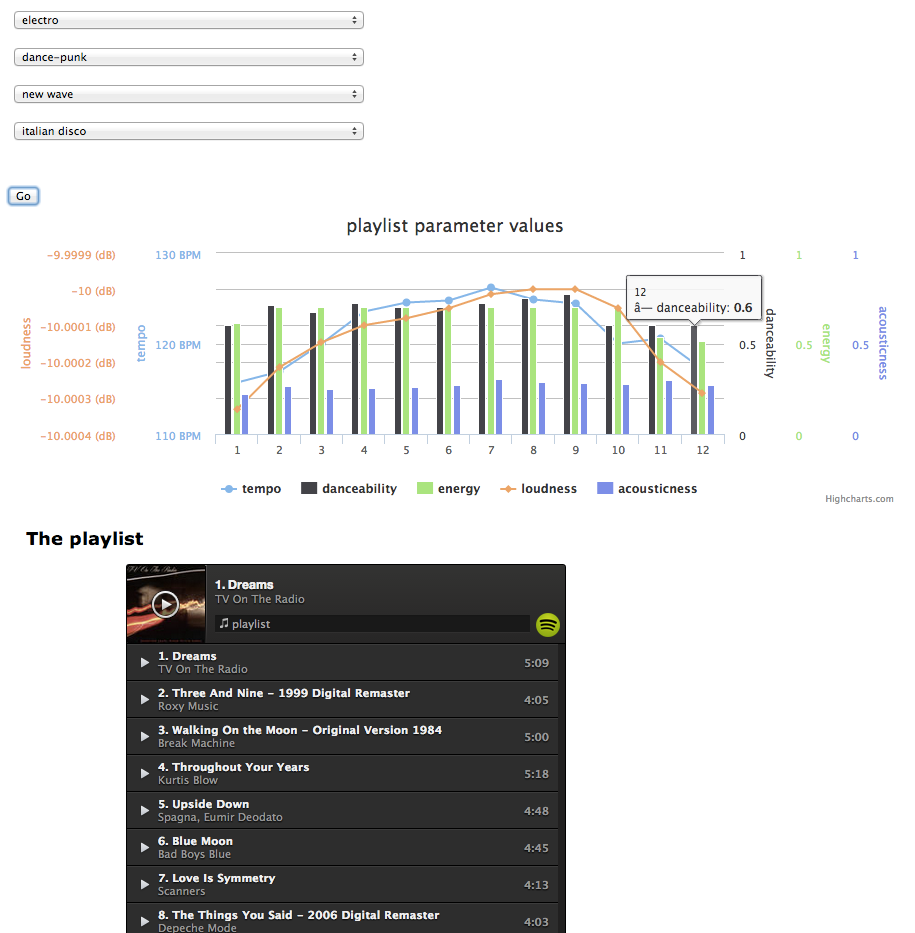 electro
dance-punk
new wave
italian disco
Go
playlist parameter values
-9.9999 (dB) 130 BPM 1 1 1
-10 (dB)
-10.0001 (dB)
-10.0002 (dB)
-10.0003 (dB)
-10.0004 (dB)
loudness
tempo
120 BPM 0.5 0.5 0.5
110 BPM 0 0 0
danceability
energy
acousticness
12
â— danceability: 0.6
1 2 3 4 5 6 7 8 9 10 11 12
tempo danceability energy loudness acousticness
Highcharts.com
The playlist
TV On The Radio
1. Dreams
TV On The Radio
playlist
1. Dreams 5:09
TV On The Radio
2. Three And Nine – 1999 Digital Remaster 4:05
Roxy Music
3. Walking On the Moon – Original Version 1984 5:00
Break Machine
4. Throughout Your Years 5:18
Kurtis Blow
5. Upside Down 4:48
Spagna, Eumir Deodato
6. Blue Moon 4:45
Bad Boys Blue
7. Love Is Symmetry 4:13
Scanners
8. The Things You Said – 2006 Digital Remaster 4:03
Depeche Mode